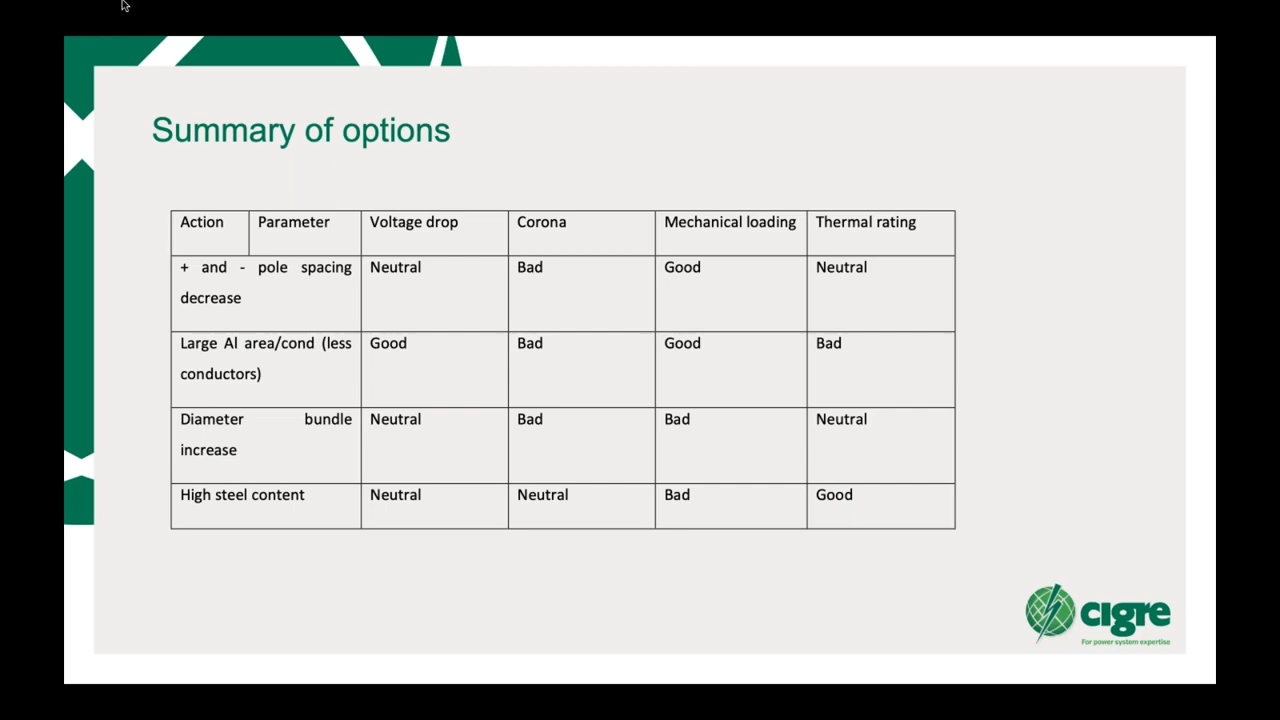 Summary of options
Action Parameter Voltage drop Corona Mechanical loading Thermal rating
+ and - pole spacing Neutral Bad Good Neutral
decrease
Large Al area/cond (less Good Bad Good Bad
conductors)
Diameter bundle Neutral Bad Bad Neutral
increase
High steel content Neutral Neutral Bad Good
cigre
For power system expertise